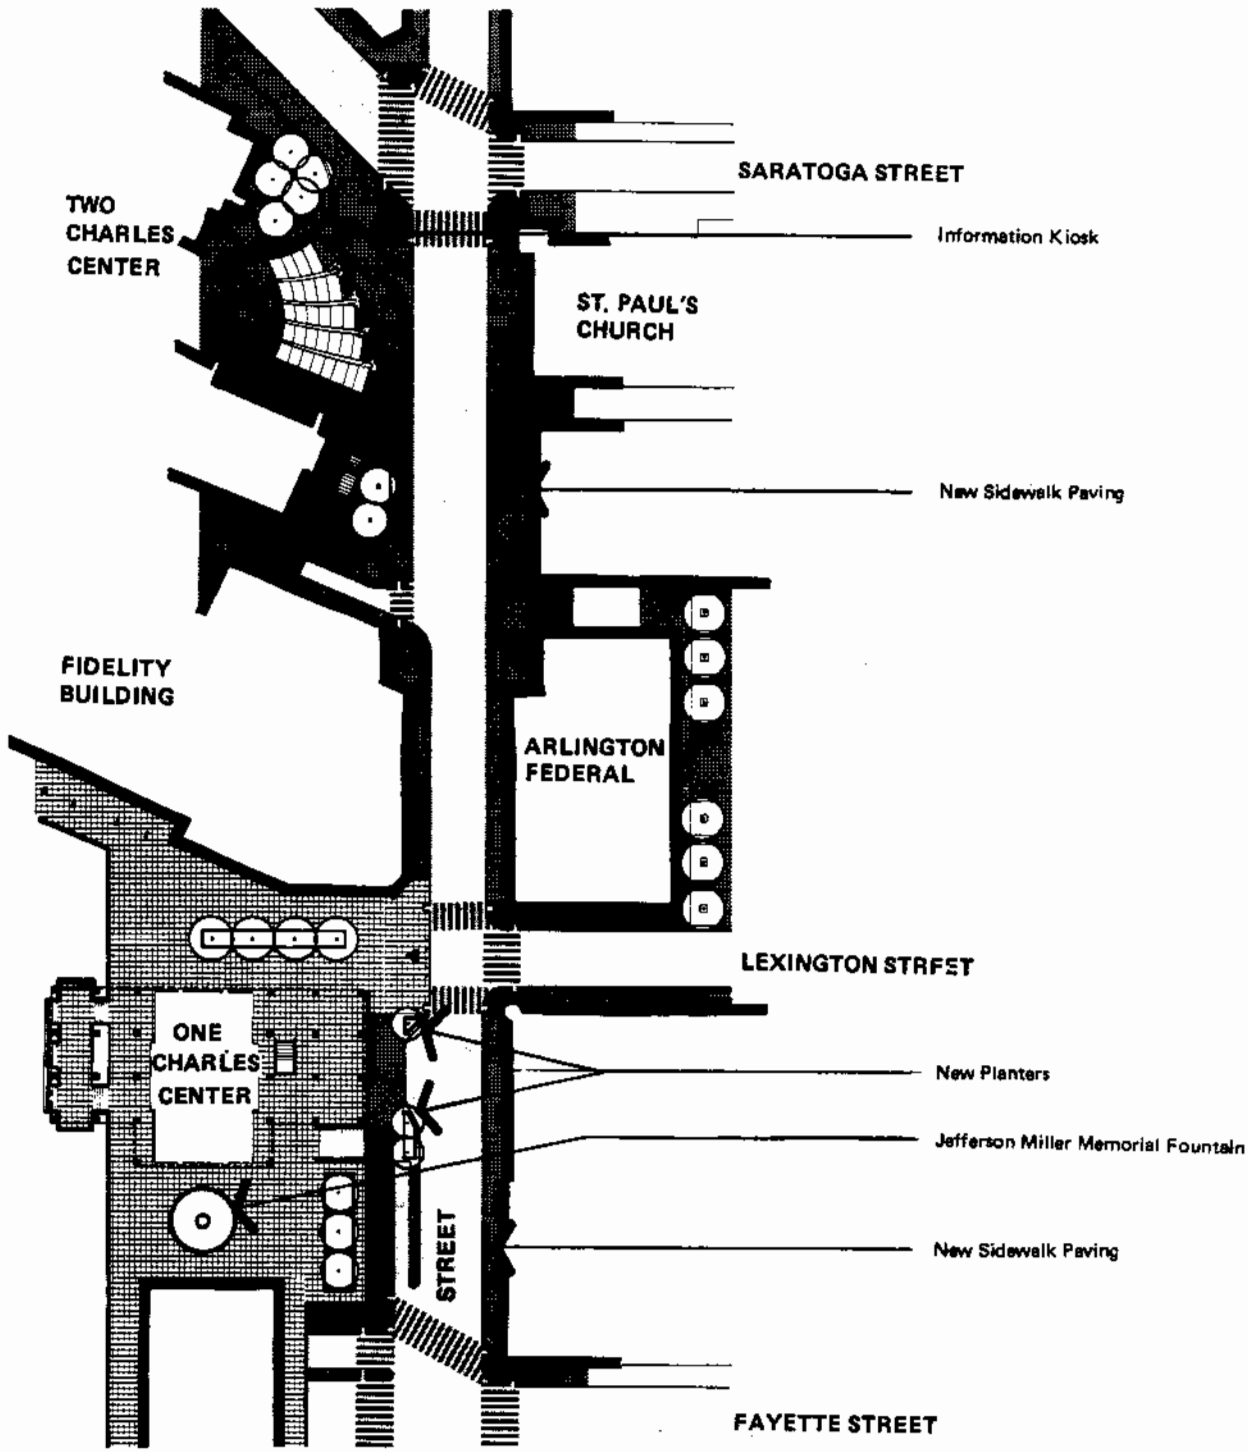 SARATOGA STREET
TWO
CHARLES
CENTER
Information Kiosk
ST. PAUL'S
CHURCH
New Sidewalk Paving
FIDELITY
BUILDING
ARLINGTON
FEDERAL
LEXINGTON STREET
ONE
CHARLES
CENTER
New Planters
Jefferson Miller Memorial Fountain
STREET
New Sidewalk Paving
FAYETTE STREET